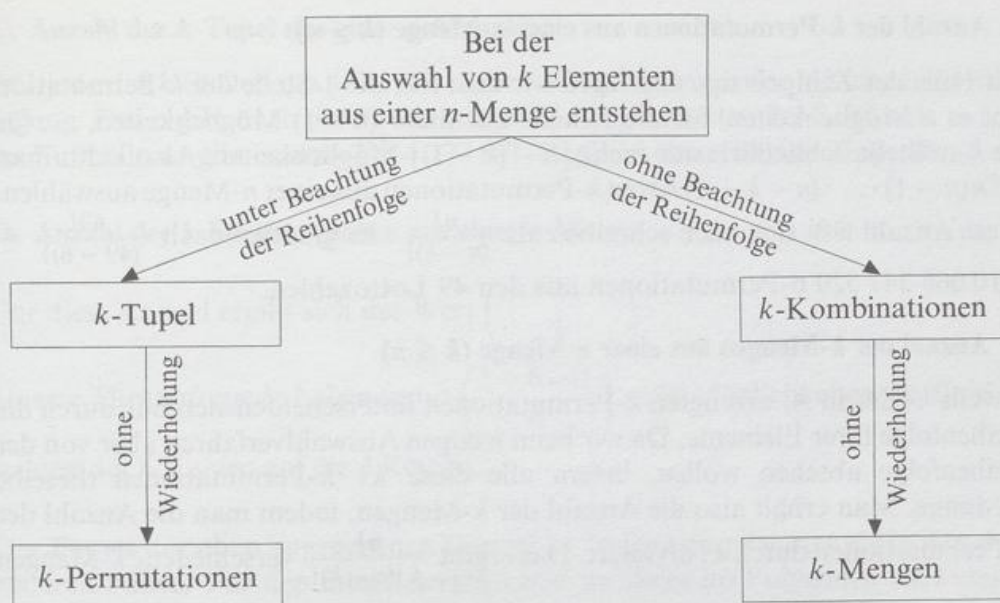 Bei der
Auswahl von k Elementen
aus einer n-Menge entstehen
unter Beachtung
der Reihenfolge
ohne Beachtung
der Reihenfolge
k-Tupel
k-Kombinationen
ohne
Wiederholung
ohne
Wiederholung
k-Permutationen
k-Mengen